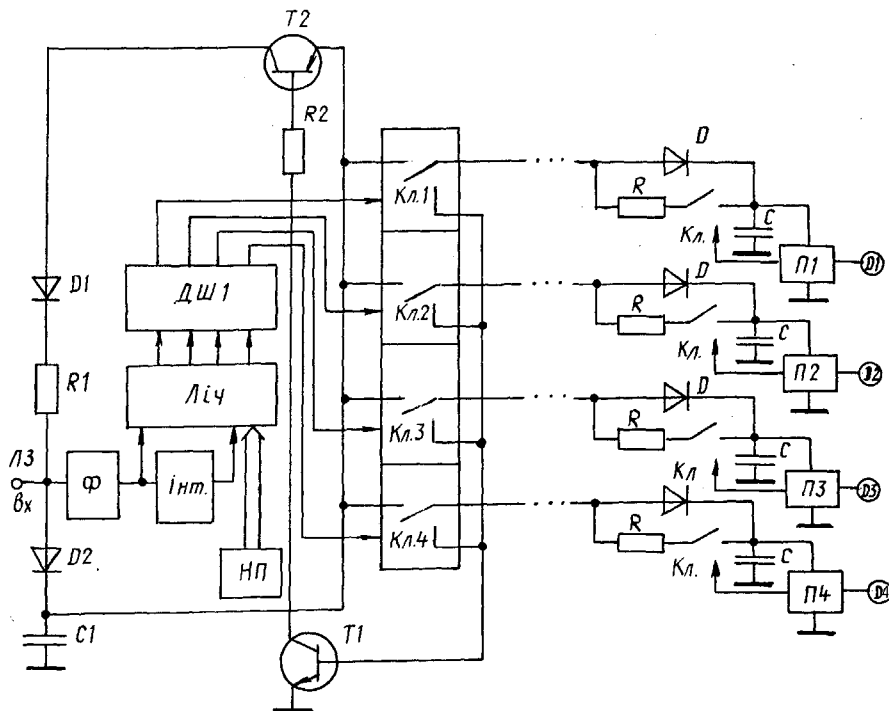 T2
R2
D
Кл.1
R
C
Кл.
П1
D1
D1
ДШ1
Кл.2
D
R
C
Кл.
П2
D2
R1
Ліч
D
Кл.3
R
C
ЛЗ
Вх
Ф
Інт.
Кл
П3
D3
D
D2
НП
Кл.4
R
C
Кл.
П4
D4
C1
T1